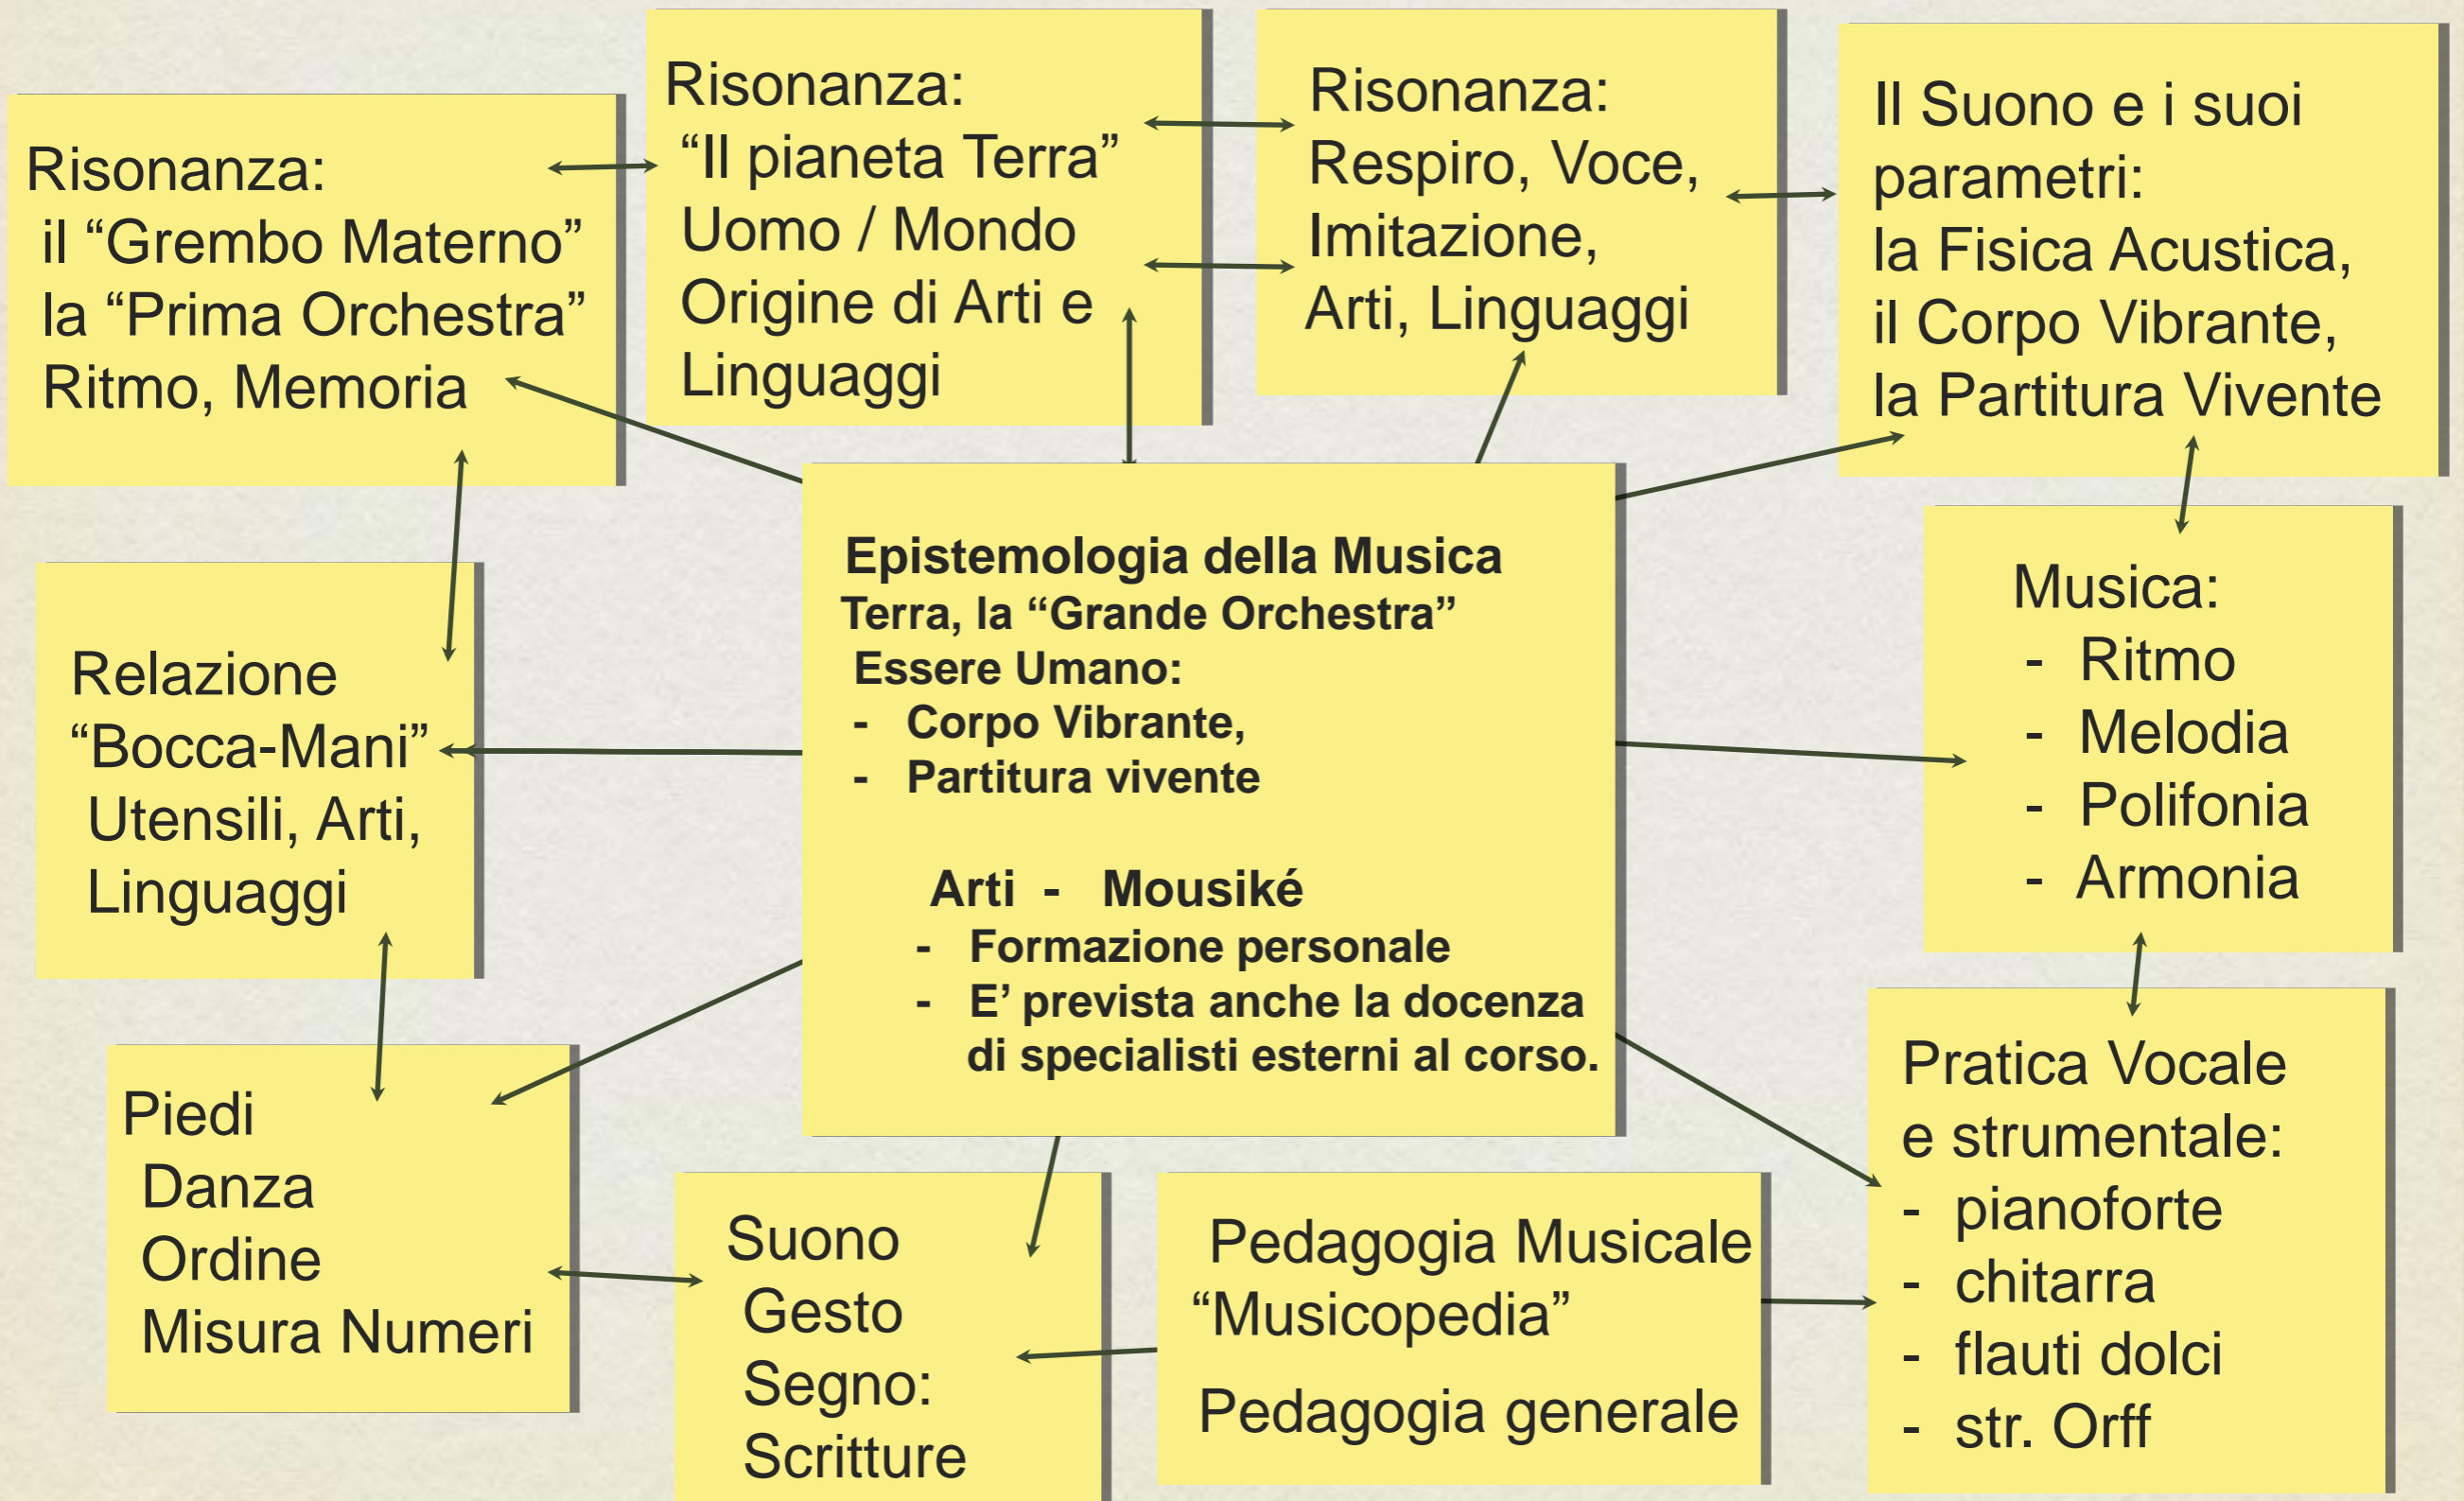 Risonanza:
il “Grembo Materno”
la “Prima Orchestra”
Ritmo, Memoria
Risonanza:
“Il pianeta Terra”
Uomo / Mondo
Origine di Arti e
Linguaggi
Risonanza:
Respiro, Voce,
Imitazione,
Arti, Linguaggi
Il Suono e i suoi
parametri:
la Fisica Acustica,
il Corpo Vibrante,
la Partitura Vivente
Epistemologia della Musica
Terra, la “Grande Orchestra”
Essere Umano:
- Corpo Vibrante,
- Partitura vivente
Arti - Mousiké
- Formazione personale
- E’ prevista anche la docenza
di specialisti esterni al corso.
Musica:
- Ritmo
- Melodia
- Polifonia
- Armonia
Relazione
“Bocca-Mani”
Utensili, Arti,
Linguaggi
Piedi
Danza
Ordine
Misura Numeri
Suono
Gesto
Segno:
Scritture
Pedagogia Musicale
“Musicopedia”
Pedagogia generale
Pratica Vocale
e strumentale:
- pianoforte
- chitarra
- flauti dolci
- str. Orff